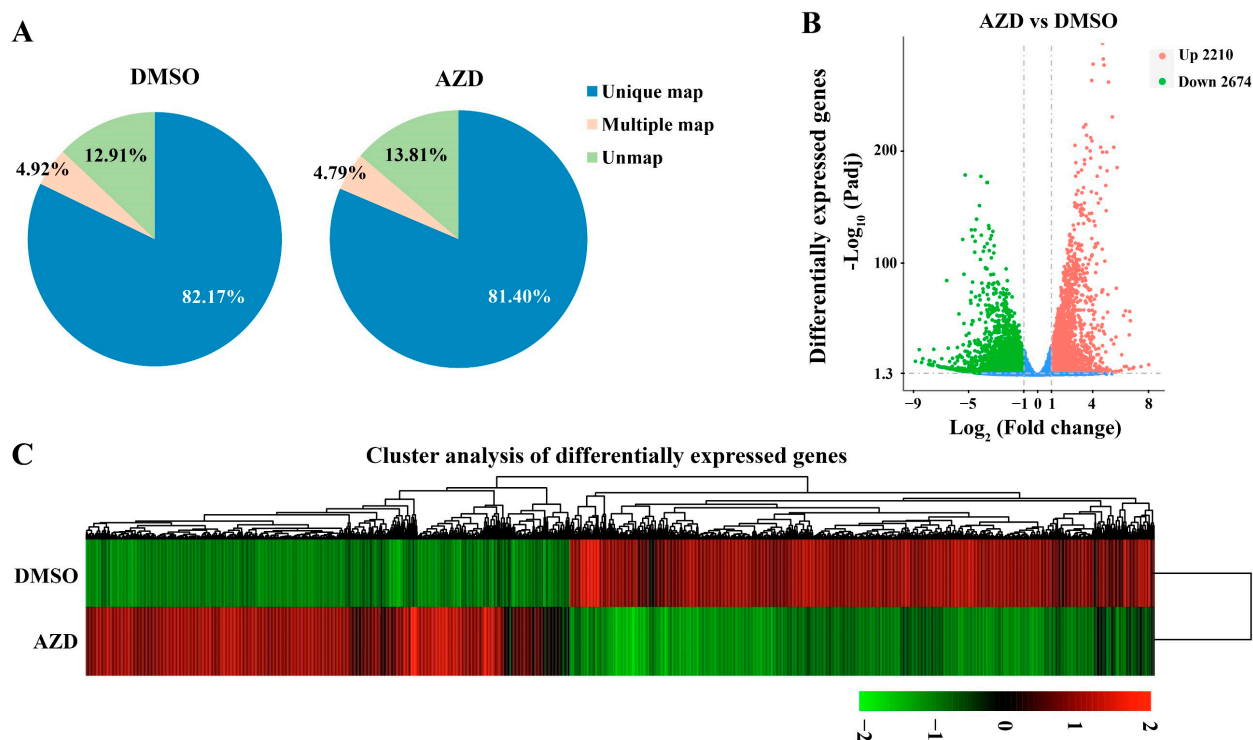 A
DMSO
AZD
4.92%
12.91%
82.17%
4.79%
13.81%
81.40%
Unique map
Multiple map
Unmap
B
AZD vs DMSO
Differentially expressed genes
-Log10 (Padj)
200
100
1.3
−9
−5
−1
0
1
4
8
Log2 (Fold change)
Up 2210
Down 2674
C
Cluster analysis of differentially expressed genes
DMSO
AZD
-2
-1
0
1
2